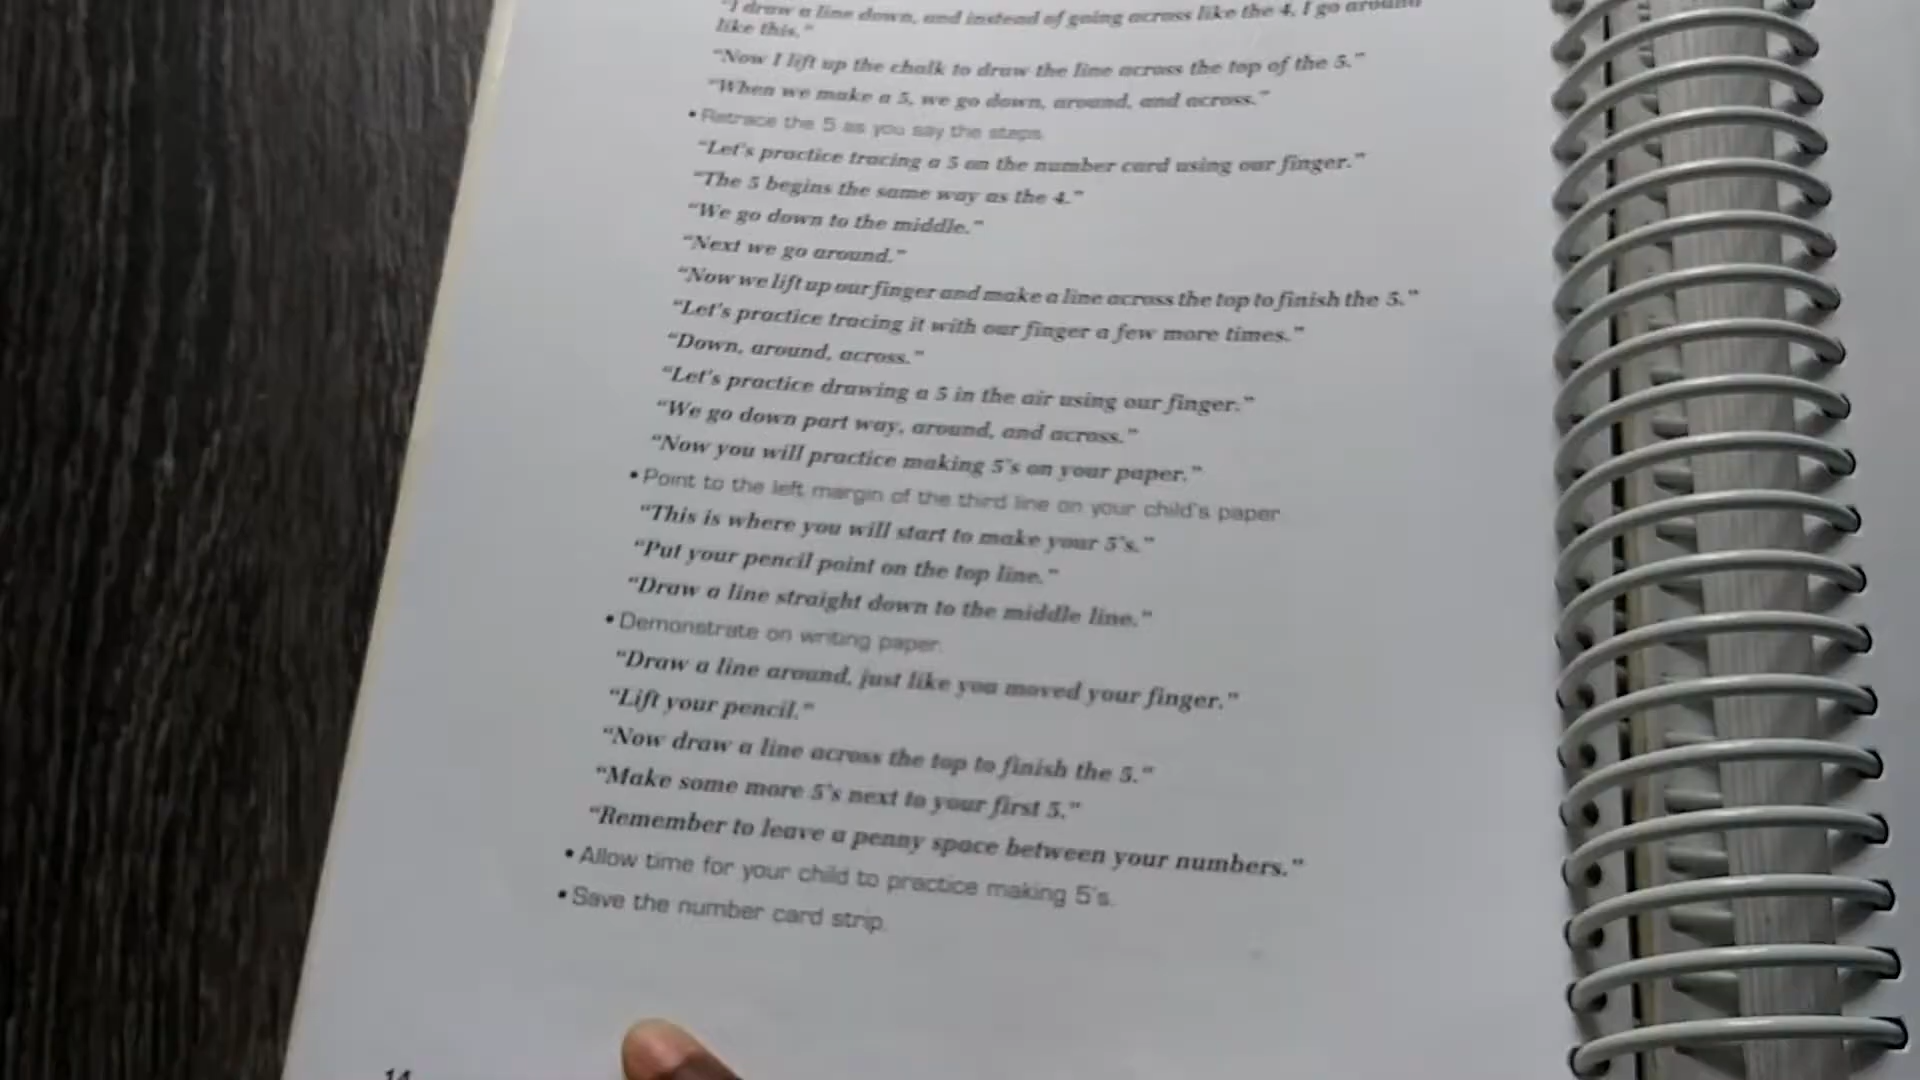 "I draw a line down, and instead of going across like the 4, I go around
like this."
"Now I lift up the chalk to draw the line across the top of the 5."
"When we make a 5, we go down, around, and across."
• Retrace the 5 as you say the steps.
"Let's practice tracing a 5 on the number card using our finger."
"The 5 begins the same way as the 4."
"We go down to the middle."
"Next we go around."
"Now we lift up our finger and make a line across the top to finish the 5."
"Let's practice tracing it with our finger a few more times."
"Down, around, across."
"Let's practice drawing a 5 in the air using our finger."
"We go down part way, around, and across."
"Now you will practice making 5's on your paper."
• Point to the left margin of the third line on your child's paper.
"This is where you will start to make your 5's."
"Put your pencil point on the top line."
"Draw a line straight down to the middle line."
• Demonstrate on writing paper.
"Draw a line around, just like you moved your finger."
"Lift your pencil."
"Now draw a line across the top to finish the 5."
"Make some more 5's next to your first 5."
"Remember to leave a penny space between your numbers."
• Allow time for your child to practice making 5's.
• Save the number card strip.
14